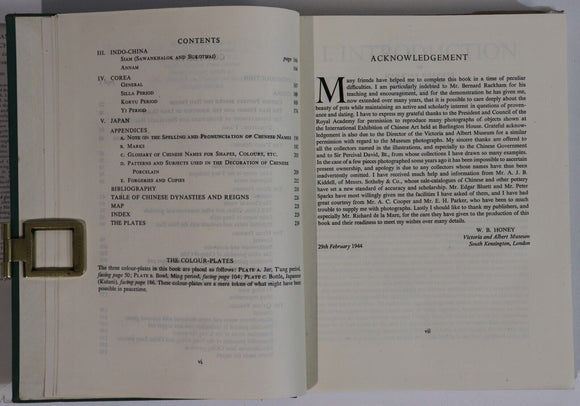 CONTENTS
III. INDO-CHINA
Siam (Sawankhalok and Sukotmai)
page
Annam
IV. COREA
General
Silla Period
Koryu Period
Yi Period
V. JAPAN
APPENDICES
A. Note on the Spelling and Pronunciation of Chinese Names
B. Marks
C. Glossary of Chinese Names for Shapes, Colours, etc.
D. Patterns and Subjects used in the Decoration of Chinese
Porcelain
E. Forgeries and Copies
BIBLIOGRAPHY
TABLE OF CHINESE DYNASTIES AND REIGNS
MAP
INDEX
THE PLATES
THE COLOUR-PLATES
The three colour-plates in this book are placed as follows: Plate A. Jar, T'ang period,
facing page 50; Plate B. Bowl, Ming period, facing page 104; Plate C. Bottle, Japanese
(Kutani), facing page 186. These colour-plates are a mere token of what might have been
possible in peacetime.
vi
ACKNOWLEDGEMENT
Many friends have helped me to complete this book in a time of peculiar
difficulties. I am particularly indebted to Mr. Bernard Rackham for his
teaching and encouragement, and for the demonstration he has given me,
now extended over many years, that it is possible to care deeply about the
beauty of pots while maintaining an active and scholarly interest in questions of proven-
ance and dating. I have to express my grateful thanks to the President and Council of the
Royal Academy for permission to reproduce many photographs of objects shown at
the International Exhibition of Chinese Art held at Burlington House. Grateful acknow-
ledgement is also due to the Director of the Victoria and Albert Museum for a similar
permission with regard to the Museum photographs. My sincere thanks are offered to
all the collectors named in the illustrations, and especially to the Chinese Government
and to Sir Percival David, Bt., from whose collections I have drawn so many examples.
In the case of a few pieces photographed some years ago it has been impossible to ascertain
present ownership, and apology is due to any collectors whose names have thus been
inadvertently omitted. I have received much help and information from Mr. A. J. B.
Kiddell, of Messrs. Sotheby & Co., whose sale-catalogues of Chinese and other pottery
have set a new standard of accuracy and scholarship. Mr. Edgar Bluett and Mr. Peter
Sparks have most willingly given me the facilities I have asked of them, and I have had
great courtesy from Mr. A. C. Cooper and Mr. E. H. Parker, who have been to much
trouble to supply me with photographs. Lastly I should like to thank my publishers, and
especially Mr. Richard de la Mare, for the care they have given to the production of this
book and their readiness to meet my wishes over many details.
W. B. HONEY
Victoria and Albert Museum
29th February 1944.
South Kensington, London
vii